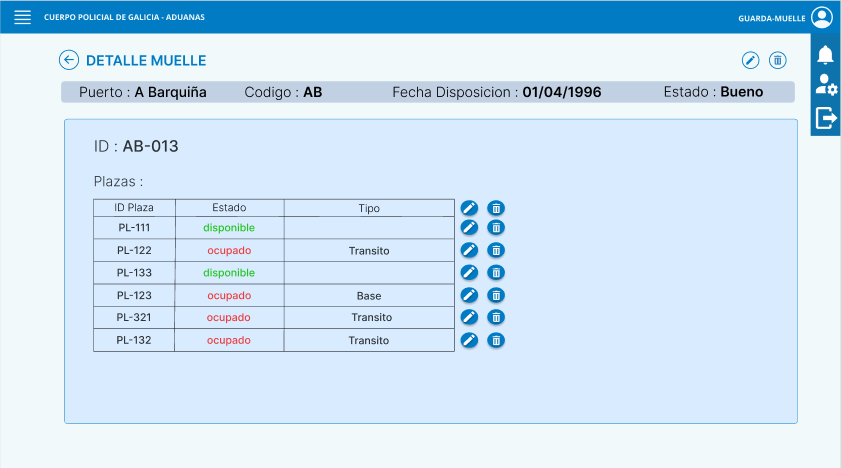 CUERPO POLICIAL DE GALICIA - ADUANAS
GUARDA-MUELLE
DETALLE MUELLE
Puerto : A Barquiña Codigo : AB Fecha Disposicion : 01/04/1996 Estado : Bueno
ID : AB-013
Plazas :
ID Plaza Estado Tipo
PL-111 disponible
PL-122 ocupado Transito
PL-133 disponible
PL-123 ocupado Base
PL-321 ocupado Transito
PL-132 ocupado Transito